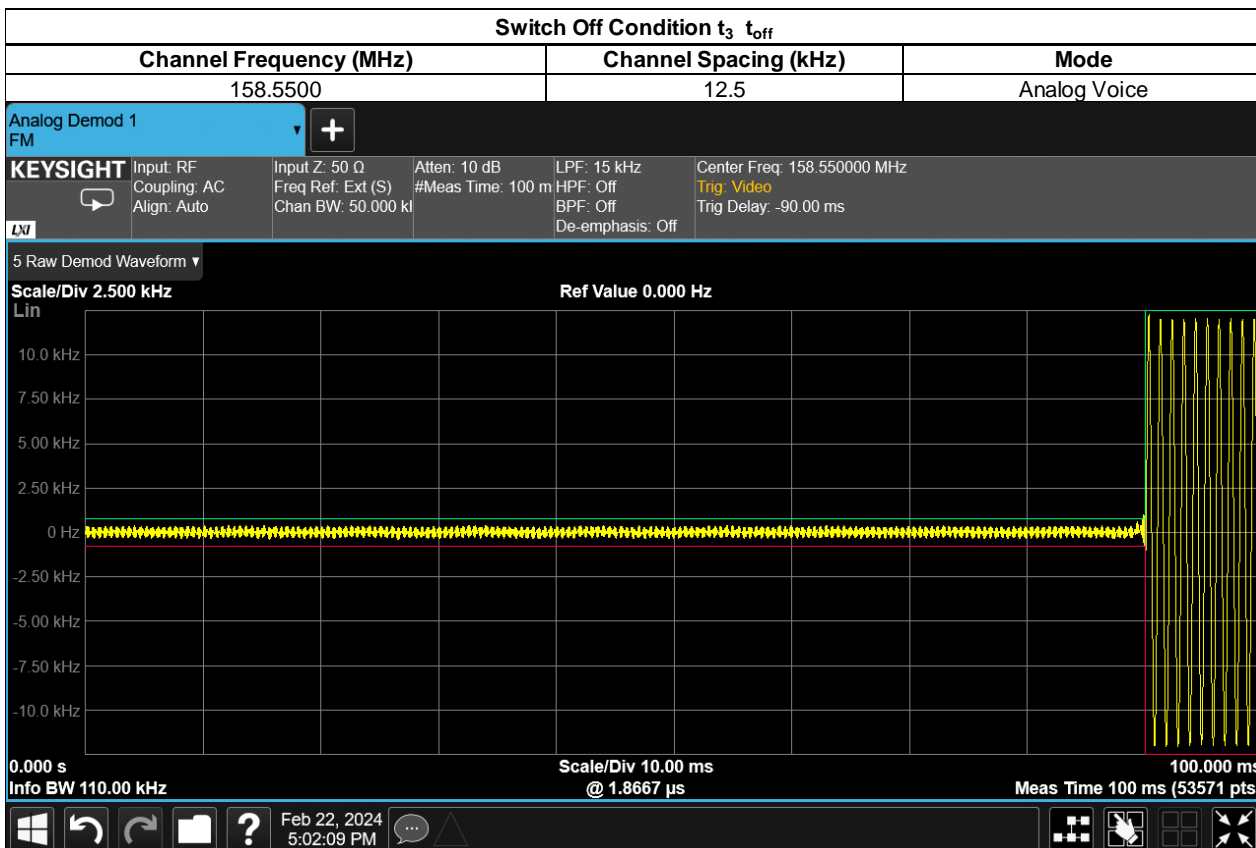 Switch Off Condition t₃ t_off
Channel Frequency (MHz) Channel Spacing (kHz) Mode
158.5500 12.5 Analog Voice
Analog Demod 1
FM
+
KEYSIGHT
LXI
Input: RF
Coupling: AC
Align: Auto
Input Z: 50 Ω
Freq Ref: Ext (S)
Chan BW: 50.000 kl
Atten: 10 dB
#Meas Time: 100 m
LPF: 15 kHz
HPF: Off
BPF: Off
De-emphasis: Off
Center Freq: 158.550000 MHz
Trig: Video
Trig Delay: -90.00 ms
5 Raw Demod Waveform ▼
Scale/Div 2.500 kHz Ref Value 0.000 Hz
Lin
10.0 kHz
7.50 kHz
5.00 kHz
2.50 kHz
0 Hz
-2.50 kHz
-5.00 kHz
-7.50 kHz
-10.0 kHz
0.000 s Scale/Div 10.00 ms 100.000 ms
Info BW 110.00 kHz @ 1.8667 µs Meas Time 100 ms (53571 pts
? Feb 22, 2024
5:02:09 PM